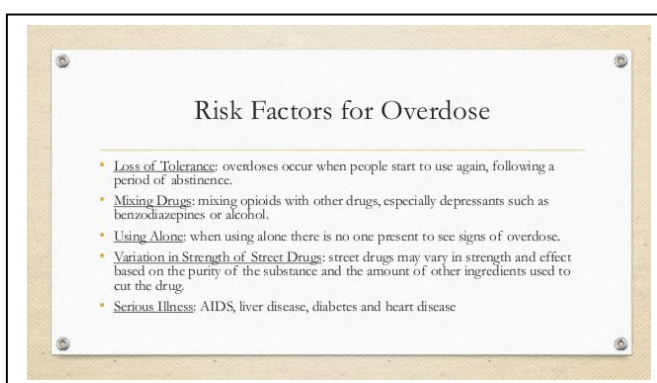 Risk Factors for Overdose
• Loss of Tolerance: overdoses occur when people start to use again, following a
period of abstinence.
• Mixing Drugs: mixing opioids with other drugs, especially depressants such as
benzodiazepines or alcohol.
• Using Alone: when using alone there is no one present to see signs of overdose.
• Variation in Strength of Street Drugs: street drugs may vary in strength and effect
based on the purity of the substance and the amount of other ingredients used to
cut the drug.
• Serious Illness: AIDS, liver disease, diabetes and heart disease